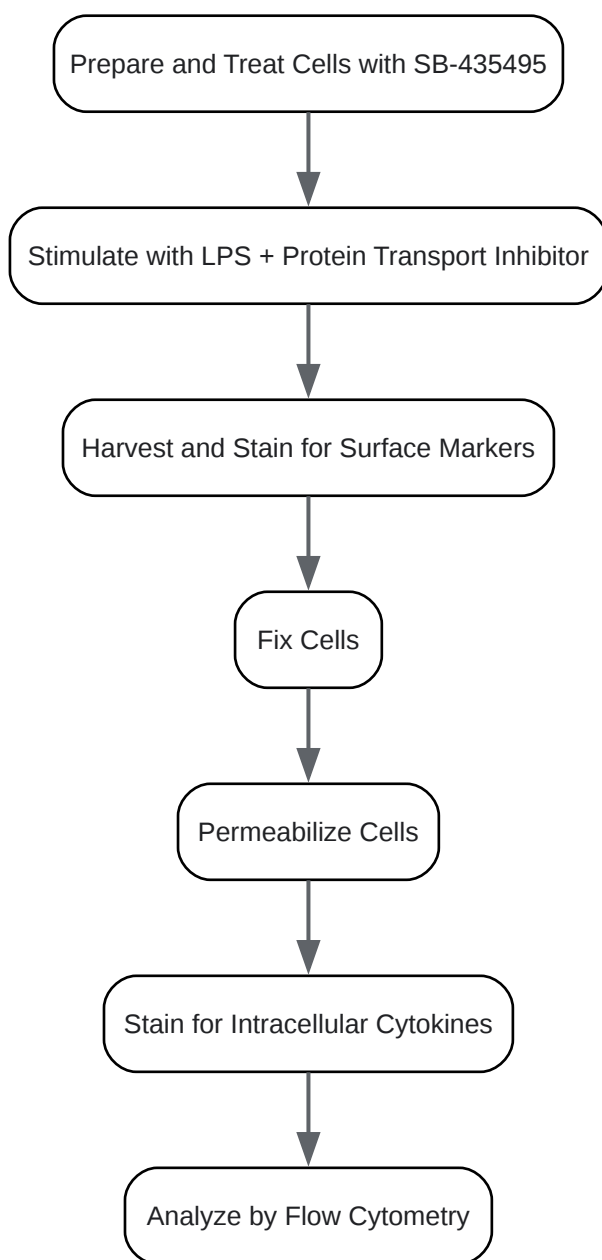 Prepare and Treat Cells with SB-435495
Stimulate with LPS + Protein Transport Inhibitor
Harvest and Stain for Surface Markers
Fix Cells
Permeabilize Cells
Stain for Intracellular Cytokines
Analyze by Flow Cytometry